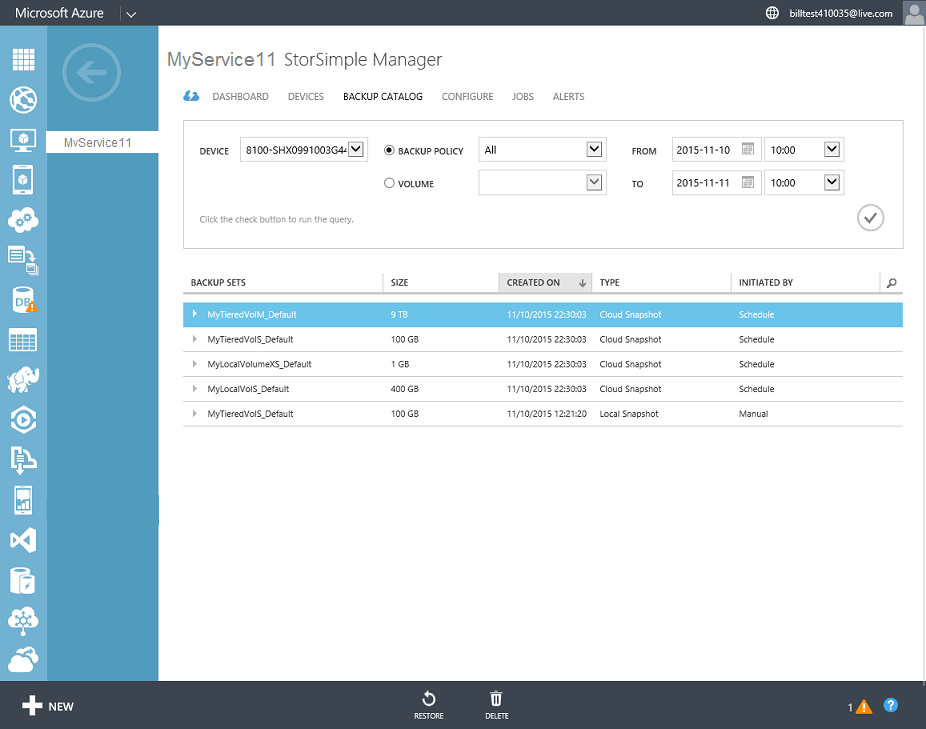 Microsoft Azure
billtest410035@live.com
MyService11 StorSimple Manager
DASHBOARD DEVICES BACKUP CATALOG CONFIGURE JOBS ALERTS
MyService11
DEVICE 8100-SHX0991003G44 BACKUP POLICY All FROM 2015-11-10 10:00
VOLUME TO 2015-11-11 10:00
Click the check button to run the query.
BACKUP SETS SIZE CREATED ON TYPE INITIATED BY
MyTieredVolM_Default 9 TB 11/10/2015 22:30:03 Cloud Snapshot Schedule
MyTieredVolS_Default 100 GB 11/10/2015 22:30:03 Cloud Snapshot Schedule
MyLocalVolumeXS_Default 1 GB 11/10/2015 22:30:03 Cloud Snapshot Schedule
MyLocalVolS_Default 400 GB 11/10/2015 22:30:03 Cloud Snapshot Schedule
MyTieredVolS_Default 100 GB 11/10/2015 12:21:20 Local Snapshot Manual
DB
NEW
RESTORE
DELETE
1
?